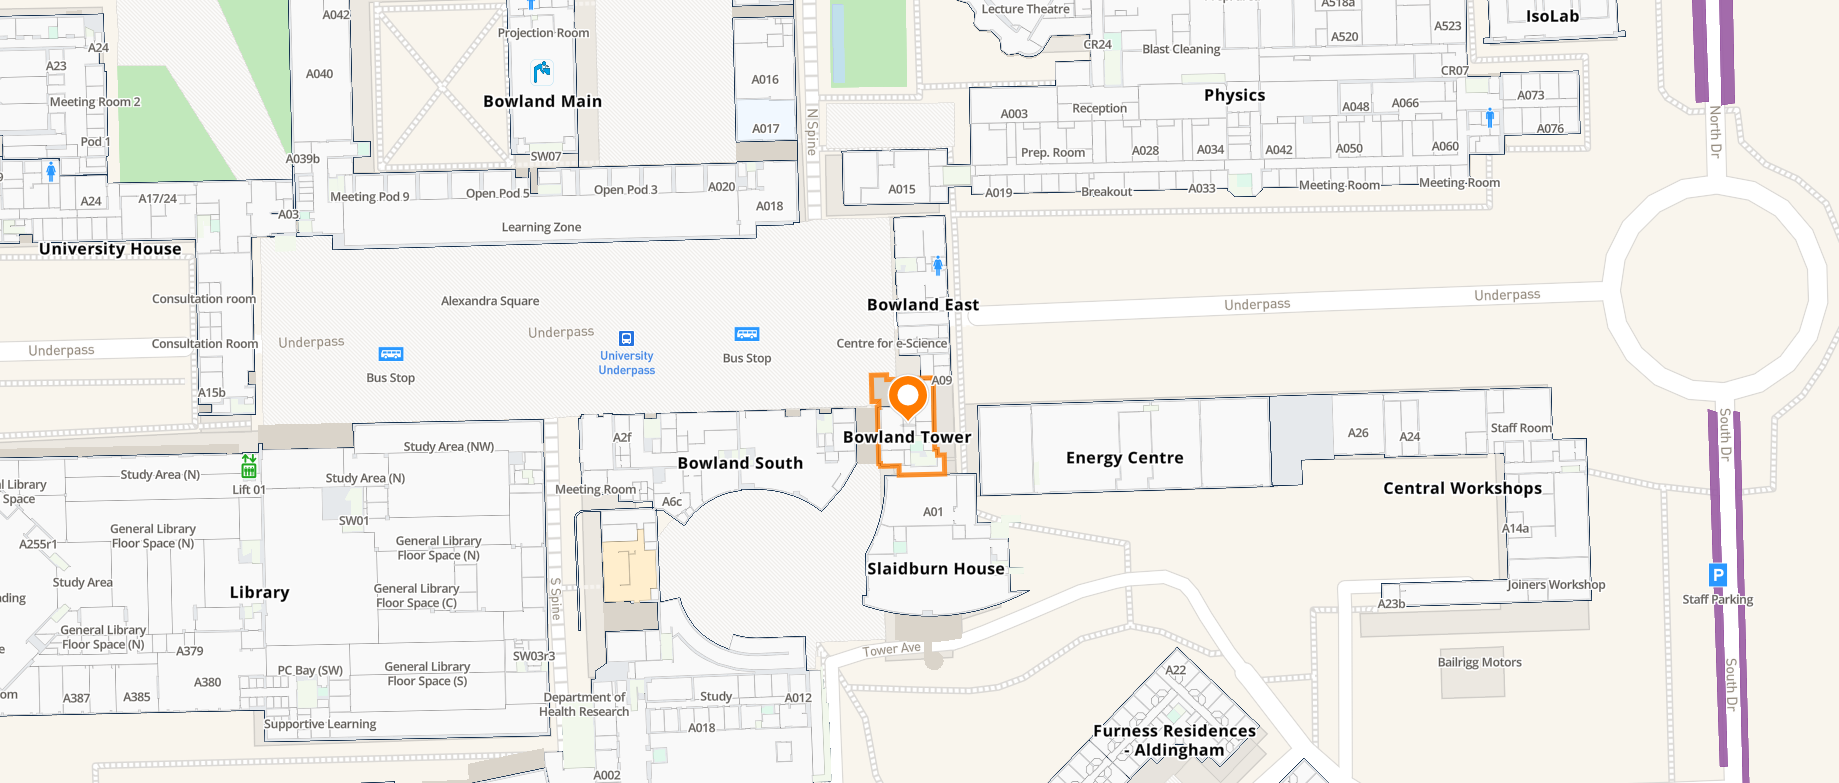 A042
Projection Room
Lecture Theatre
A518a
IsoLab
A523
A520
CR24
Blast Cleaning
A24
A23
A040
A016
CR07
Meeting Room 2
Bowland Main
Physics
A073
A048
A066
A003
Reception
N Spine
North Dr
A017
A076
Pod 1
A039b
SW07
Prep. Room
A028
A034
A042
A050
A060
A24
A17/24
Meeting Pod 9
Open Pod 5
Open Pod 3
A020
A015
A019
Breakout
A033
Meeting Room
Meeting Room
A03
A018
Learning Zone
University House
Consultation room
Alexandra Square
Bowland East
Underpass
Underpass
Underpass
Underpass
Underpass
Consultation Room
Centre for e-Science
University
Underpass
Bus Stop
Bus Stop
A09
A15b
South Dr
Study Area (NW)
A2f
Bowland Tower
A26
A24
Staff Room
Bowland South
Energy Centre
Study Area (N)
Study Area (N)
Lift 01
Meeting Room
Central Workshops
General Library
Floor Space
A6c
A01
SW01
A14a
General Library
Floor Space (N)
General Library
Floor Space (N)
A255r1
Study Area
Slaidburn House
Library
General Library
Floor Space (C)
S Spine
Joiners Workshop
A23b
Staff Parking
General Library
Floor Space (N)
A379
SW03r3
Tower Ave
PC Bay (SW)
General Library
Floor Space (S)
A22
Bailrigg Motors
South Dr
A380
A387
A385
Department of
Health Research
Study
A012
Supportive Learning
A018
Furness Residences
- Aldingham
A002